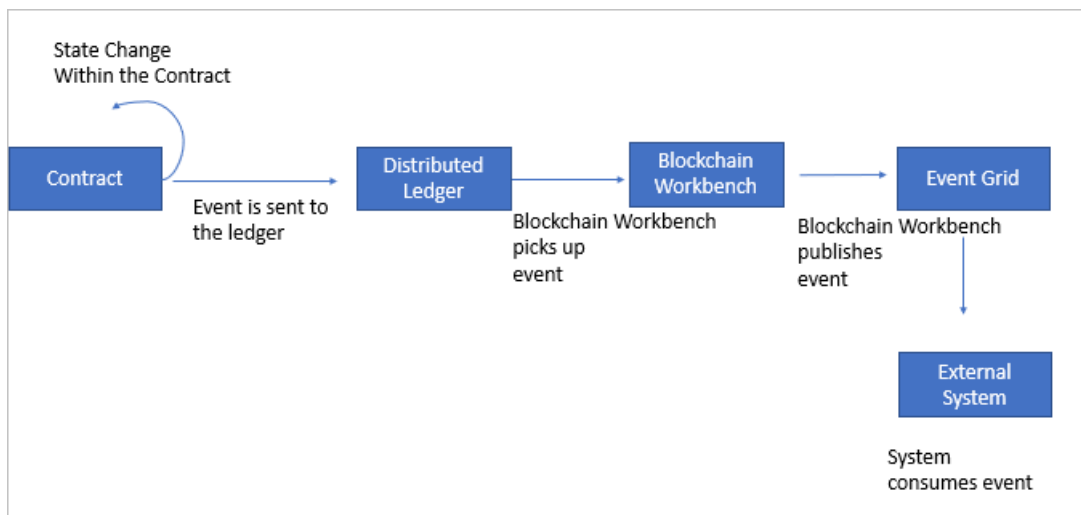 State Change
Within the Contract
Contract
Event is sent to
the ledger
Distributed
Ledger
Blockchain Workbench
picks up
event
Blockchain
Workbench
Blockchain Workbench
publishes
event
Event Grid
External
System
System
consumes event